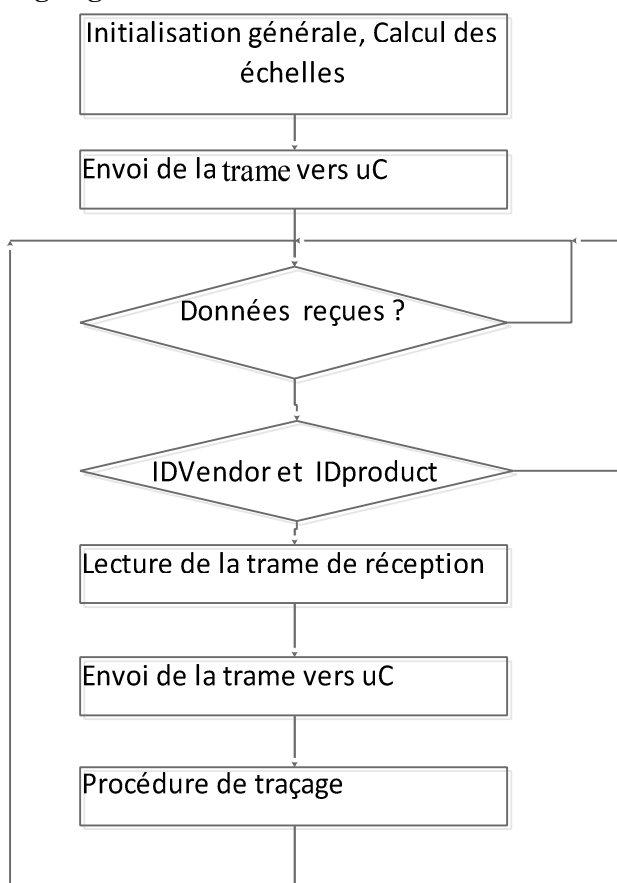 Initialisation générale, Calcul des
échelles
Envoi de la trame vers uC
Données reçues ?
IDVendor et IDproduct
Lecture de la trame de réception
Envoi de la trame vers uC
Procédure de traçage